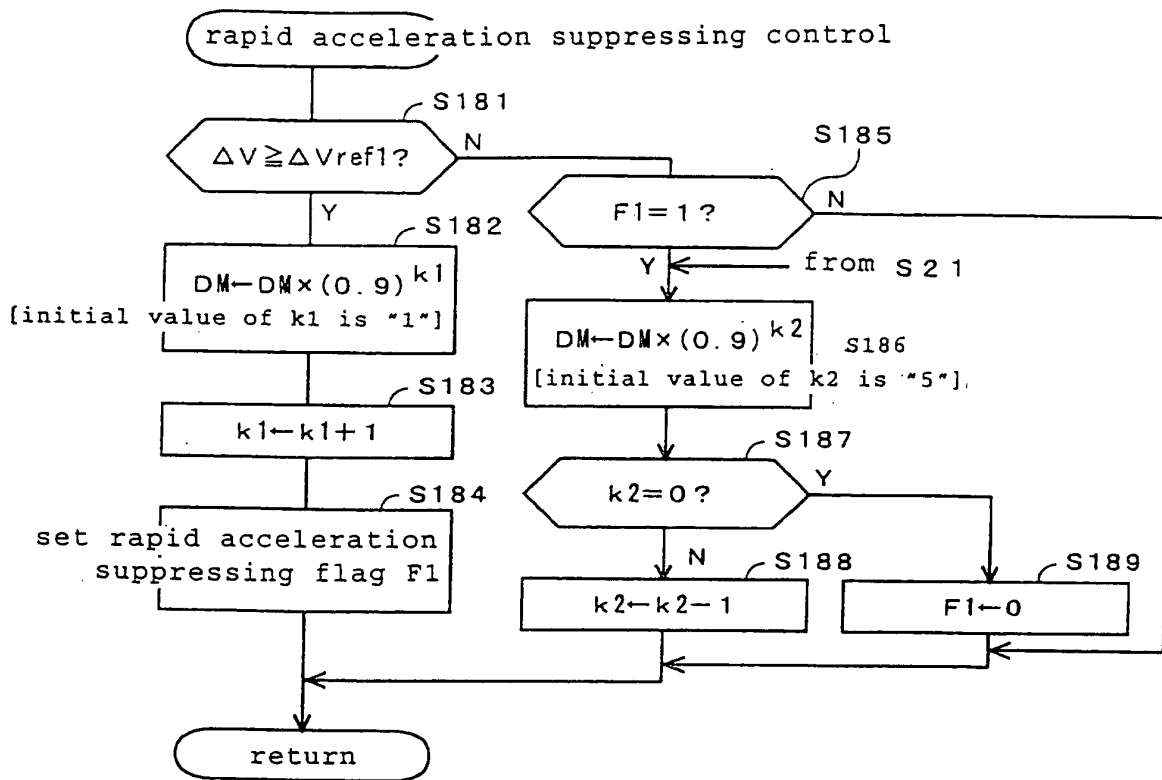 rapid acceleration suppressing control
S181
ΔV≧ΔVref1?
N
Y
S185
F1=1?
N
Y
from S21
S182
DM←DM×(0.9)^k1
[initial value of k1 is "1"]
S186
DM←DM×(0.9)^k2
[initial value of k2 is "5"]
S183
k1←k1+1
S187
k2=0?
Y
N
S184
set rapid acceleration
suppressing flag F1
S188
k2←k2-1
S189
F1←0
return